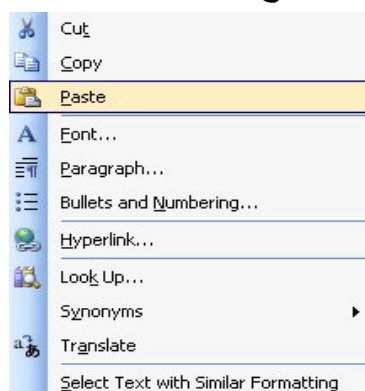 Cut
Copy
Paste
Font...
Paragraph...
Bullets and Numbering...
Hyperlink...
Look Up...
Synonyms
Translate
Select Text with Similar Formatting